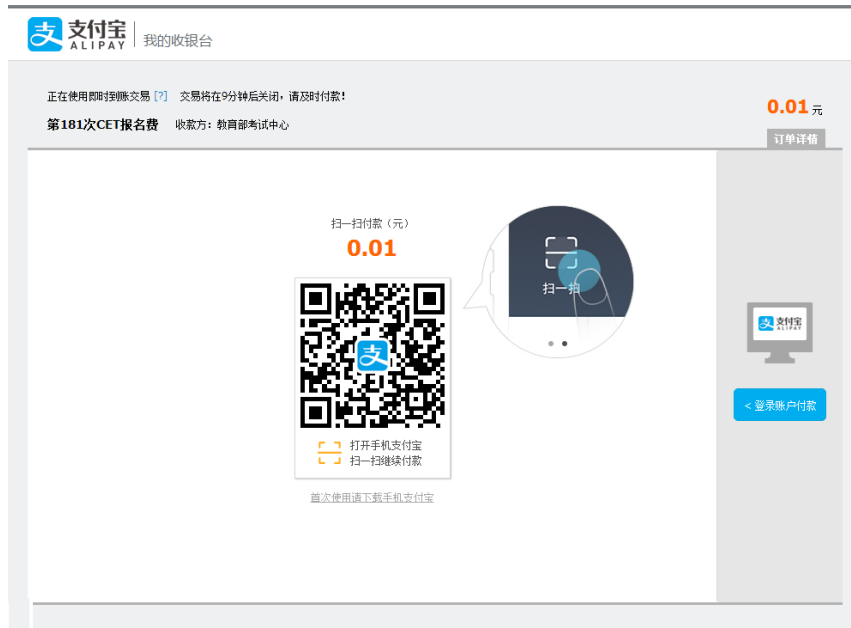 支付宝
ALIPAY
我的收银台
正在使用即时到账交易 [?] 交易将在9分钟后关闭，请及时付款！
0.01 元
第181次CET报名费 收款方：教育部考试中心
订单详情
扫一扫付款（元）
0.01
扫一扫
支
支付宝
ALIPAY
< 登录账户付款
打开手机支付宝
扫一扫继续付款
首次使用请下载手机支付宝